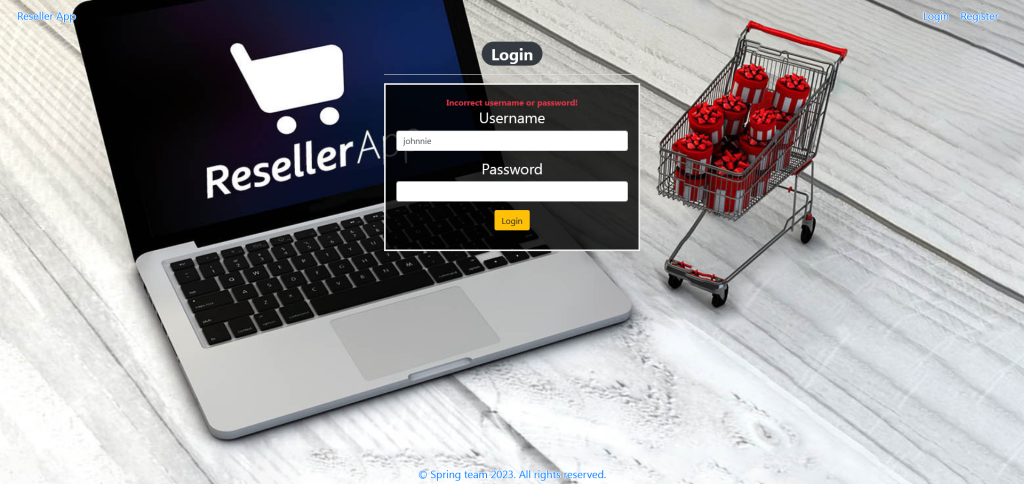 Reseller App
Login
Register
Login
Incorrect username or password!
Username
johnnie
Password
Login
ResellerApp
© Spring team 2023. All rights reserved.